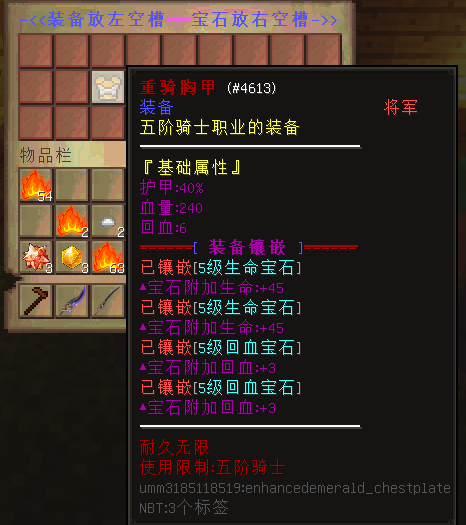 -<<装备放左空槽---宝石放右空槽->>
重骑胸甲 (#4613)
装备 将军
五阶骑士职业的装备
『基础属性』
护甲:40%
血量:240
回血:6
═══════[ 装备镶嵌 ]═══════
已镶嵌[5级生命宝石]
▲宝石附加生命:+45
已镶嵌[5级生命宝石]
▲宝石附加生命:+45
已镶嵌[5级回血宝石]
▲宝石附加回血:+3
已镶嵌[5级回血宝石]
▲宝石附加回血:+3
耐久无限
使用限制:五阶骑士
umm3185118519:enhancedemerald_chestplate
NBT:3个标签
物品栏
54
2
2
3
3
63